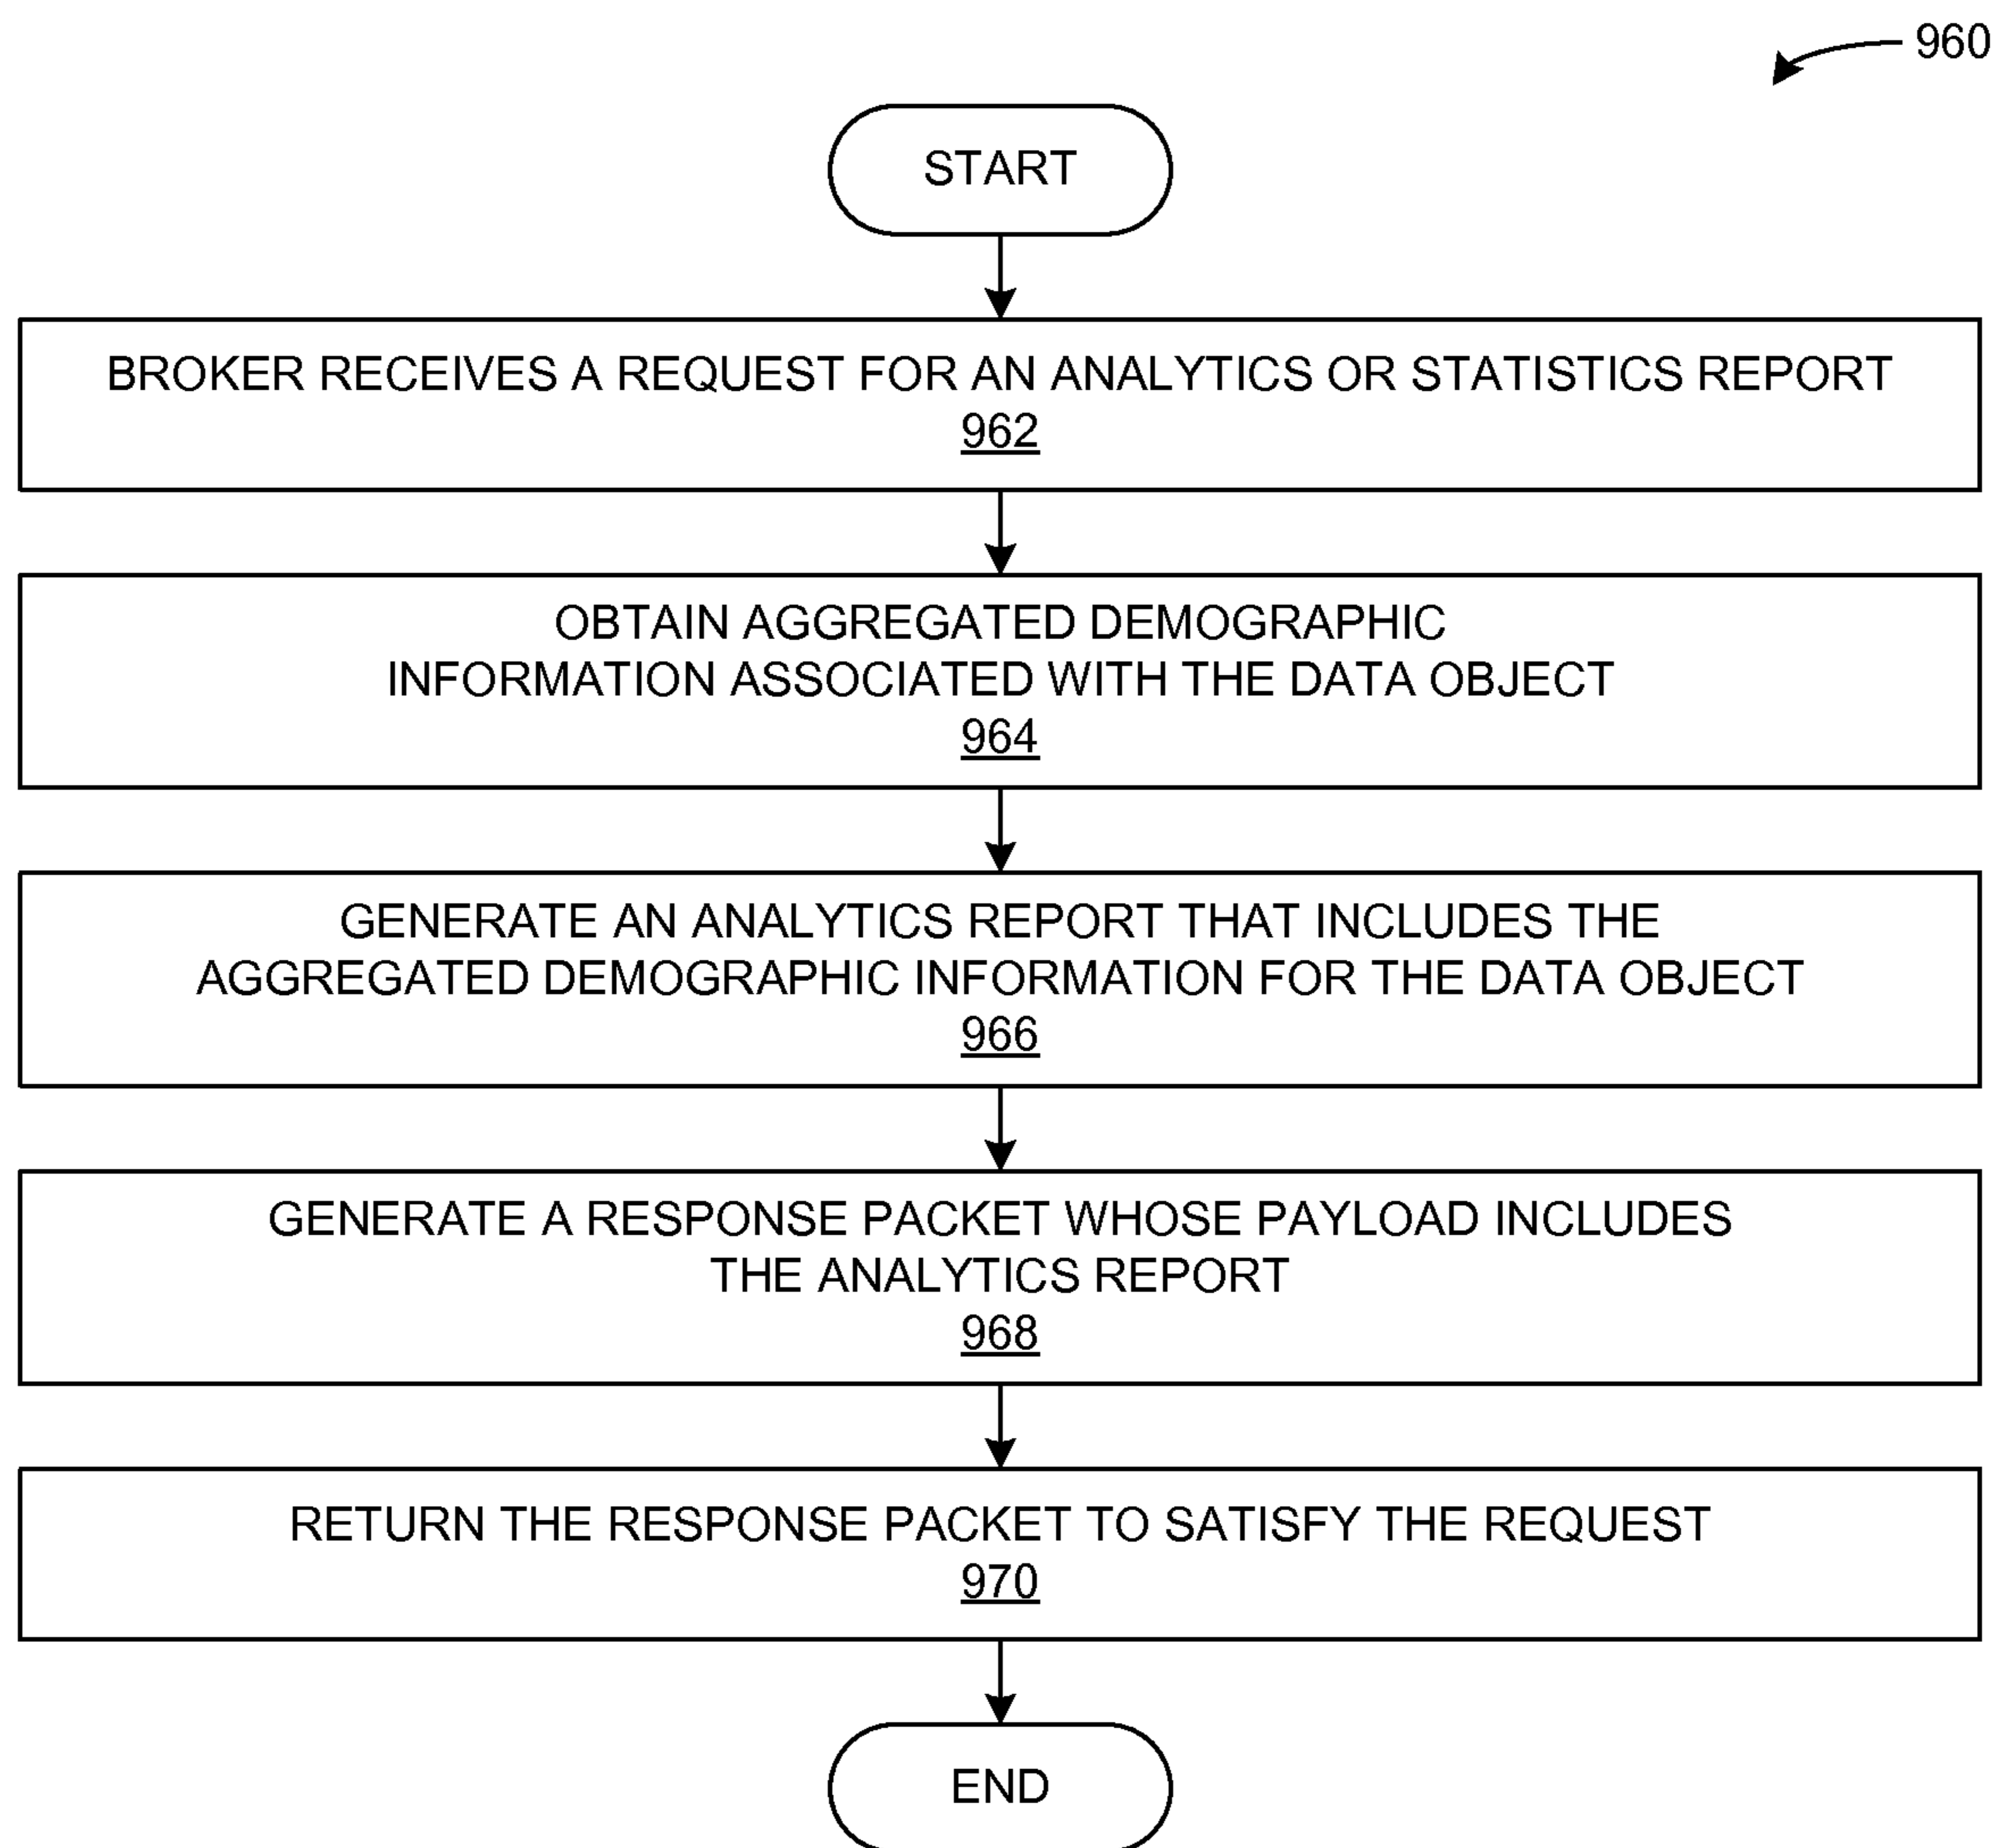 960
START
BROKER RECEIVES A REQUEST FOR AN ANALYTICS OR STATISTICS REPORT
962
OBTAIN AGGREGATED DEMOGRAPHIC
INFORMATION ASSOCIATED WITH THE DATA OBJECT
964
GENERATE AN ANALYTICS REPORT THAT INCLUDES THE
AGGREGATED DEMOGRAPHIC INFORMATION FOR THE DATA OBJECT
966
GENERATE A RESPONSE PACKET WHOSE PAYLOAD INCLUDES
THE ANALYTICS REPORT
968
RETURN THE RESPONSE PACKET TO SATISFY THE REQUEST
970
END